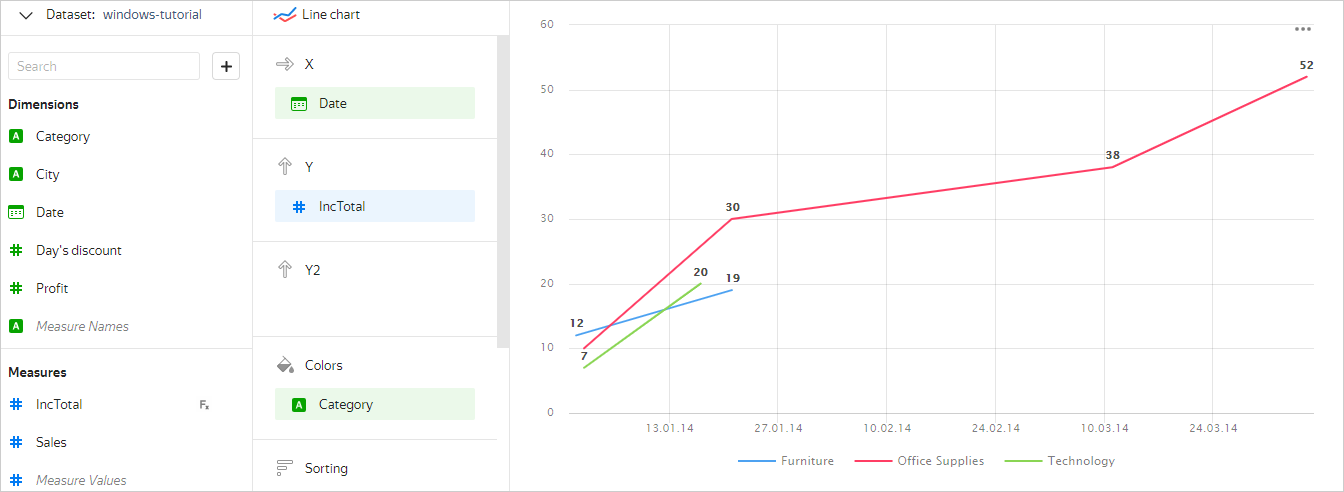 Dataset: windows-tutorial
Search
+
Dimensions
A Category
A City
Date
# Day's discount
# Profit
A Measure Names
Measures
# IncTotal Fx
# Sales
# Measure Values
Line chart
X
Date
Y
# IncTotal
Y2
Colors
A Category
Sorting
60
50
40
30
20
10
0
52
38
30
20
19
12
7
13.01.14 27.01.14 10.02.14 24.02.14 10.03.14 24.03.14
Furniture Office Supplies Technology